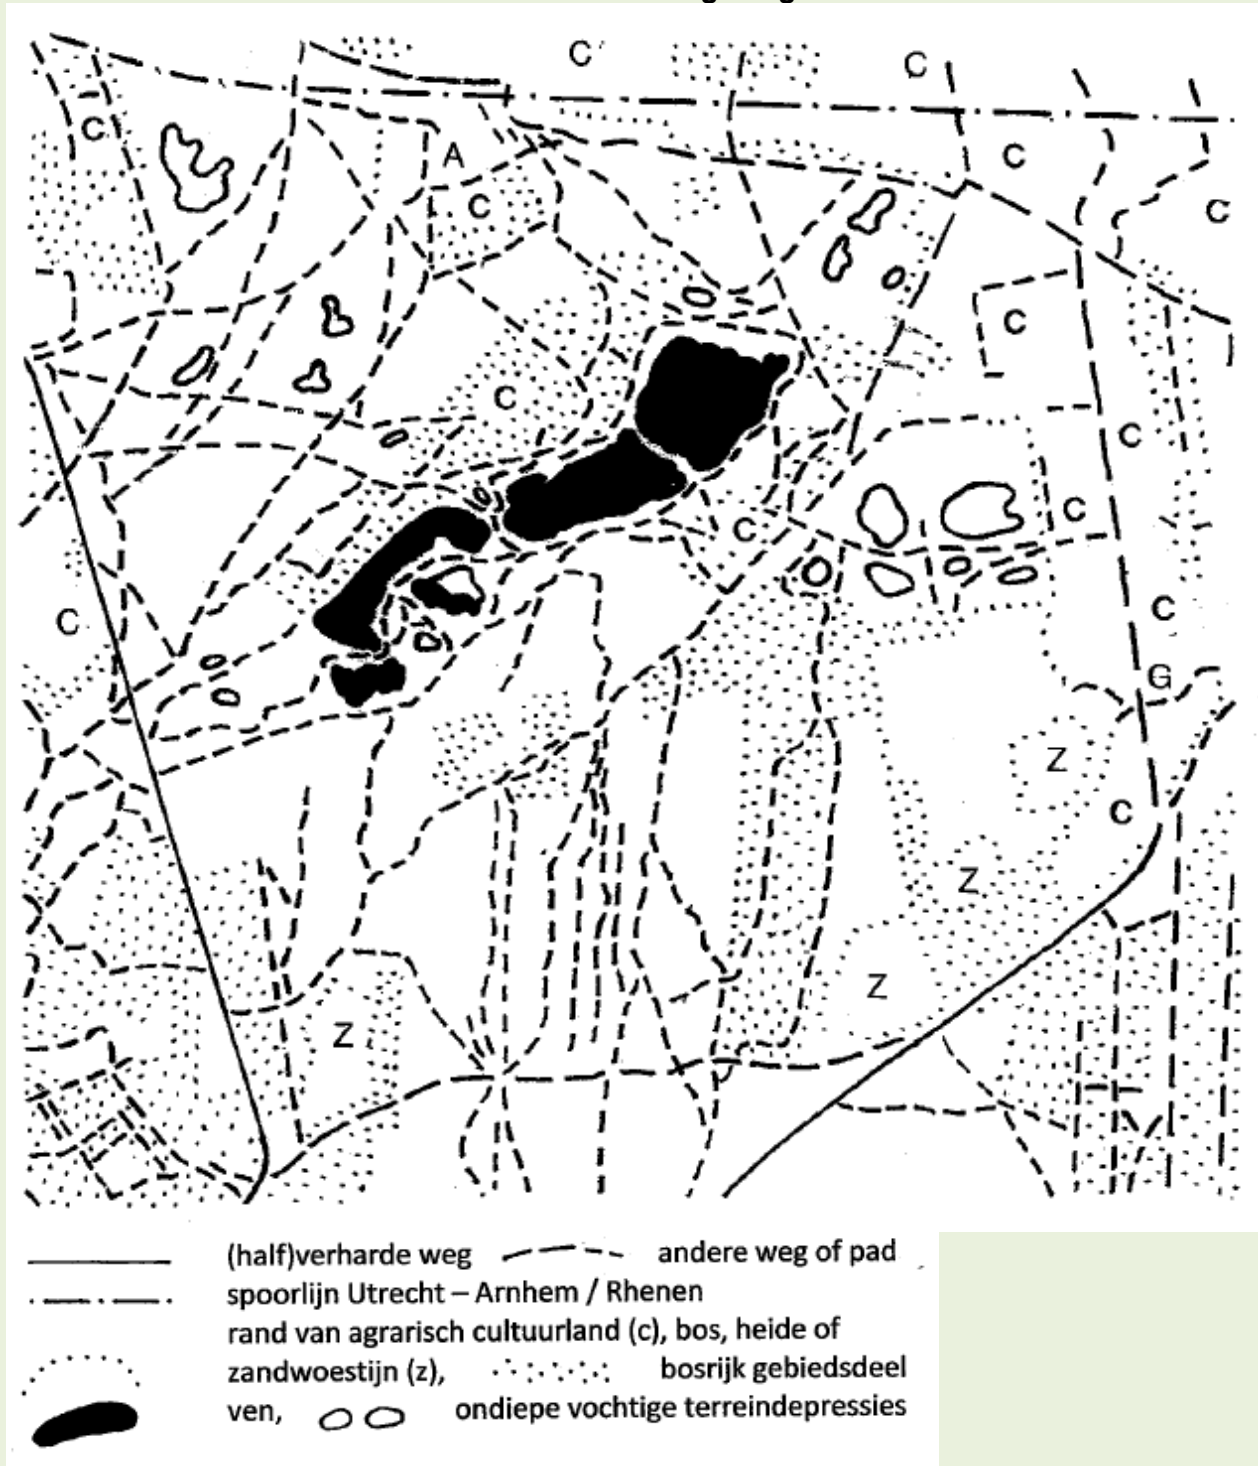 C
C
C
A
C
C
C
C
C
C
C
C
C
C
C
C
G
Z
C
Z
Z
Z
(half)verharde weg andere weg of pad
spoorlijn Utrecht – Arnhem / Rhenen
rand van agrarisch cultuurland (c), bos, heide of
zandwoestijn (z), bosrijk gebiedsdeel
ven, ondiepe vochtige terreindepressies